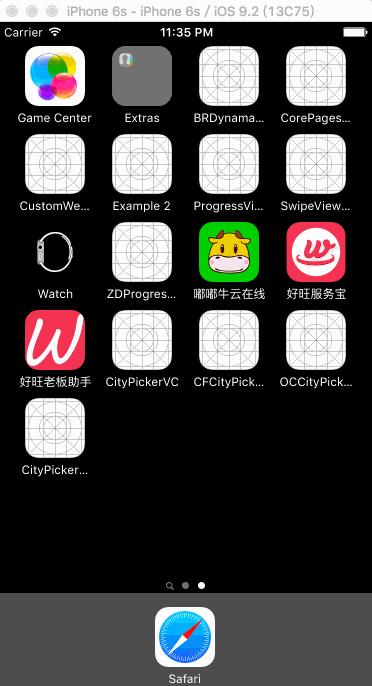 iPhone 6s - iPhone 6s / iOS 9.2 (13C75)
Carrier 11:35 PM
Game Center Extras BRDynama... CorePages...
CustomWe... Example 2 ProgressVi... SwipeView...
Watch ZDProgres... 嘟嘟牛云在线 好旺服务宝
好旺老板助手 CityPickerVC CFCityPick... OCCityPick...
CityPicker...
Safari